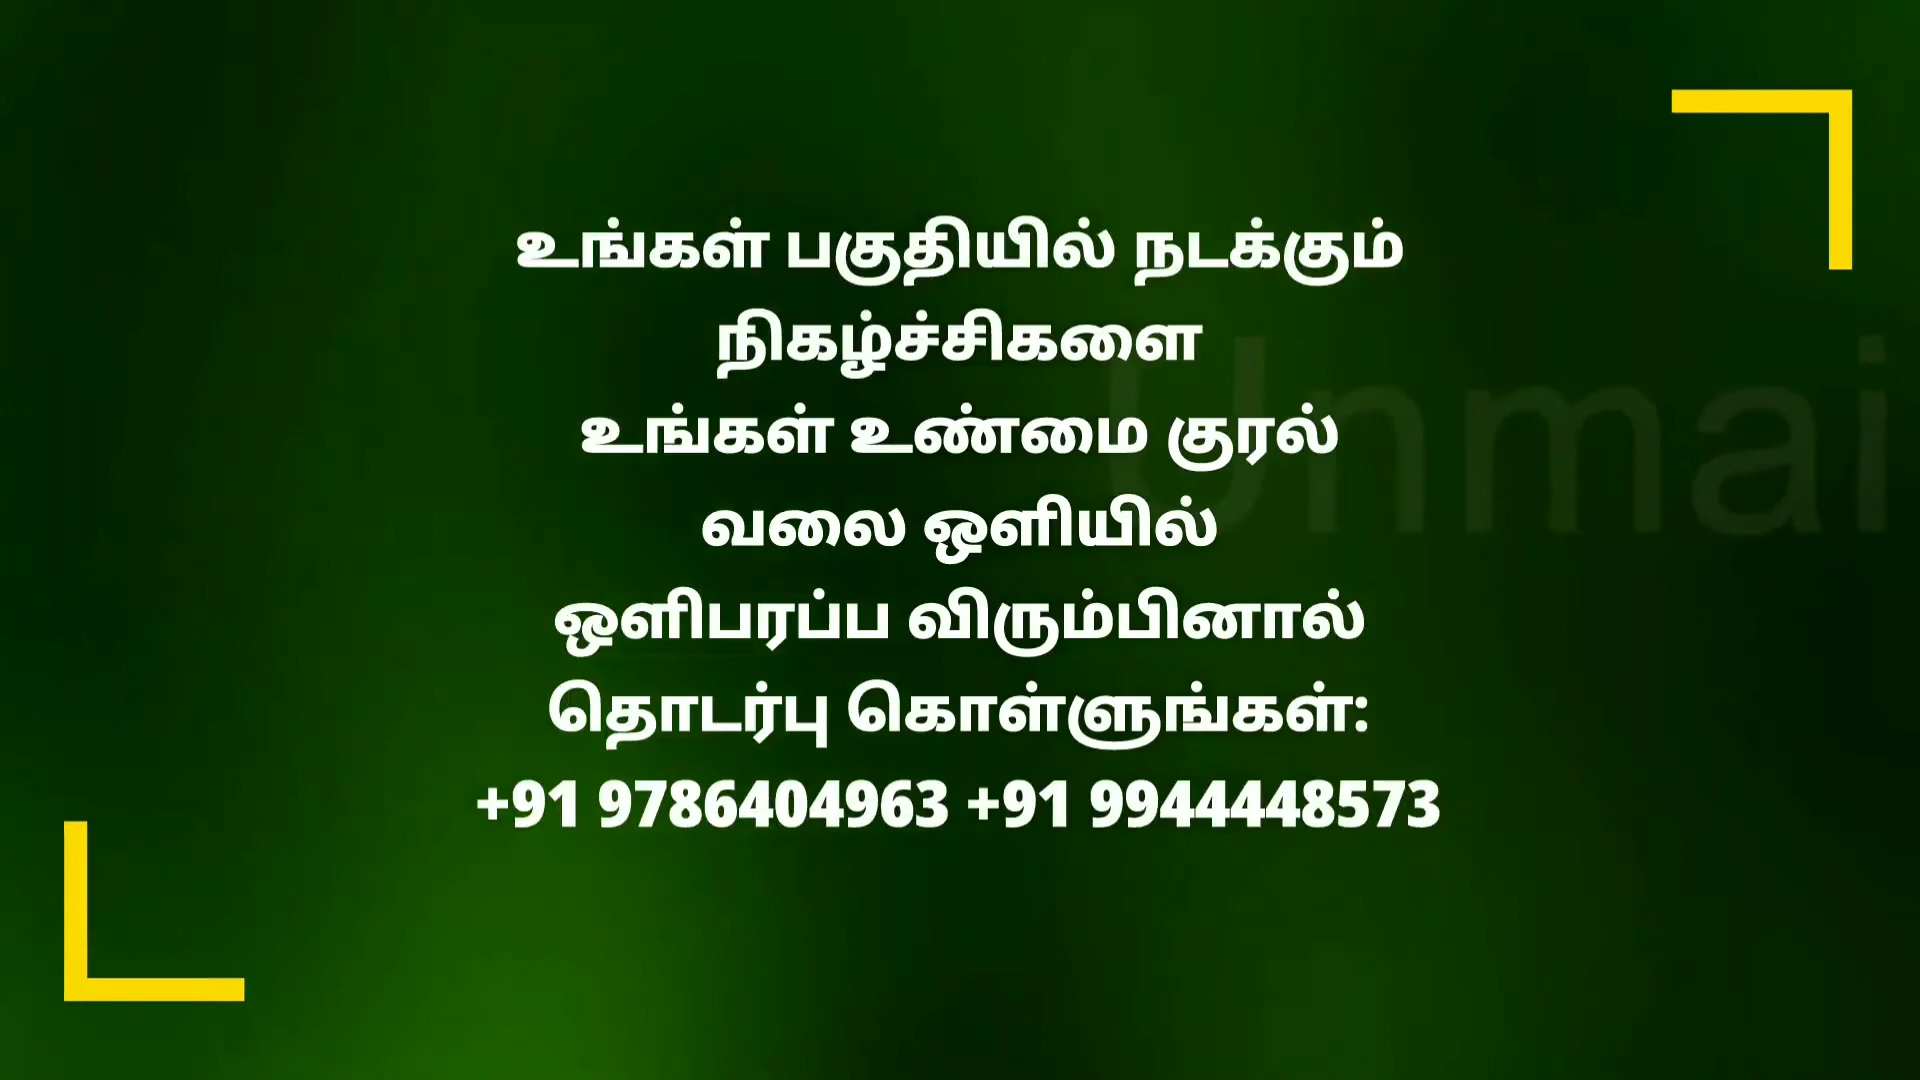 உங்கள் பகுதியில் நடக்கும்
நிகழ்ச்சிகளை
உங்கள் உண்மை குரல்
வலை ஒளியில்
ஒளிபரப்ப விரும்பினால்
தொடர்பு கொள்ளுங்கள்:
+91 9786404963 +91 9944448573
Unmai